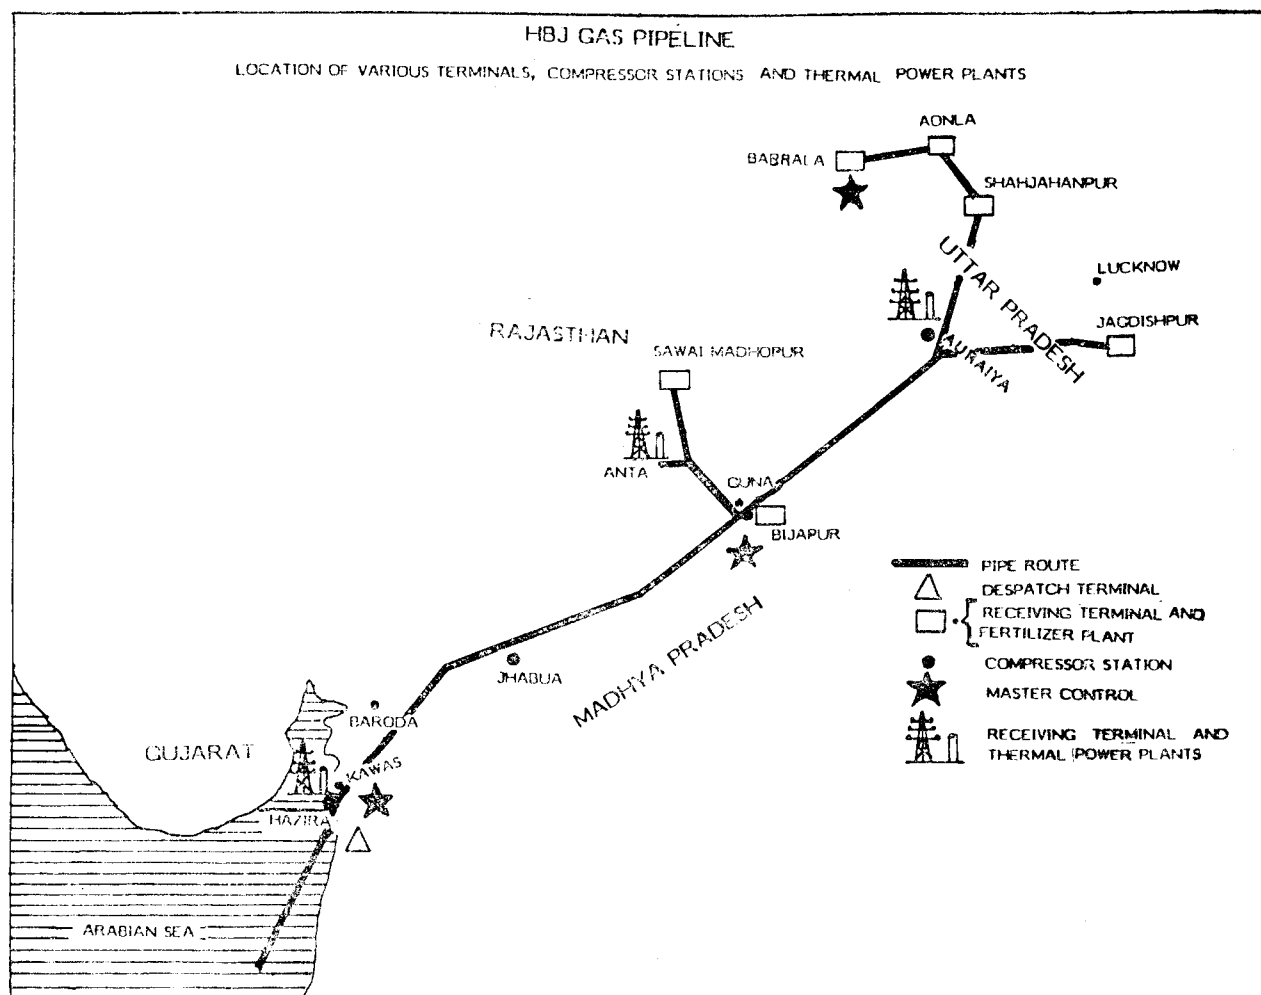 HBJ GAS PIPELINE
LOCATION OF VARIOUS TERMINALS, COMPRESSOR STATIONS AND THERMAL POWER PLANTS
AONLA
BABRALA
SHAHJAHANPUR
LUCKNOW
UTTAR PRADESH
JAGDISHPUR
RAJASTHAN
SAWAI MADHOPUR
AURAIYA
ANTA
GUNA
BIJAPUR
PIPE ROUTE
DESPATCH TERMINAL
RECEIVING TERMINAL AND
FERTILIZER PLANT
COMPRESSOR STATION
MASTER CONTROL
RECEIVING TERMINAL AND
THERMAL POWER PLANTS
MADHYA PRADESH
JHABUA
BARODA
GUJARAT
KAWAS
HAZIRA
ARABIAN SEA